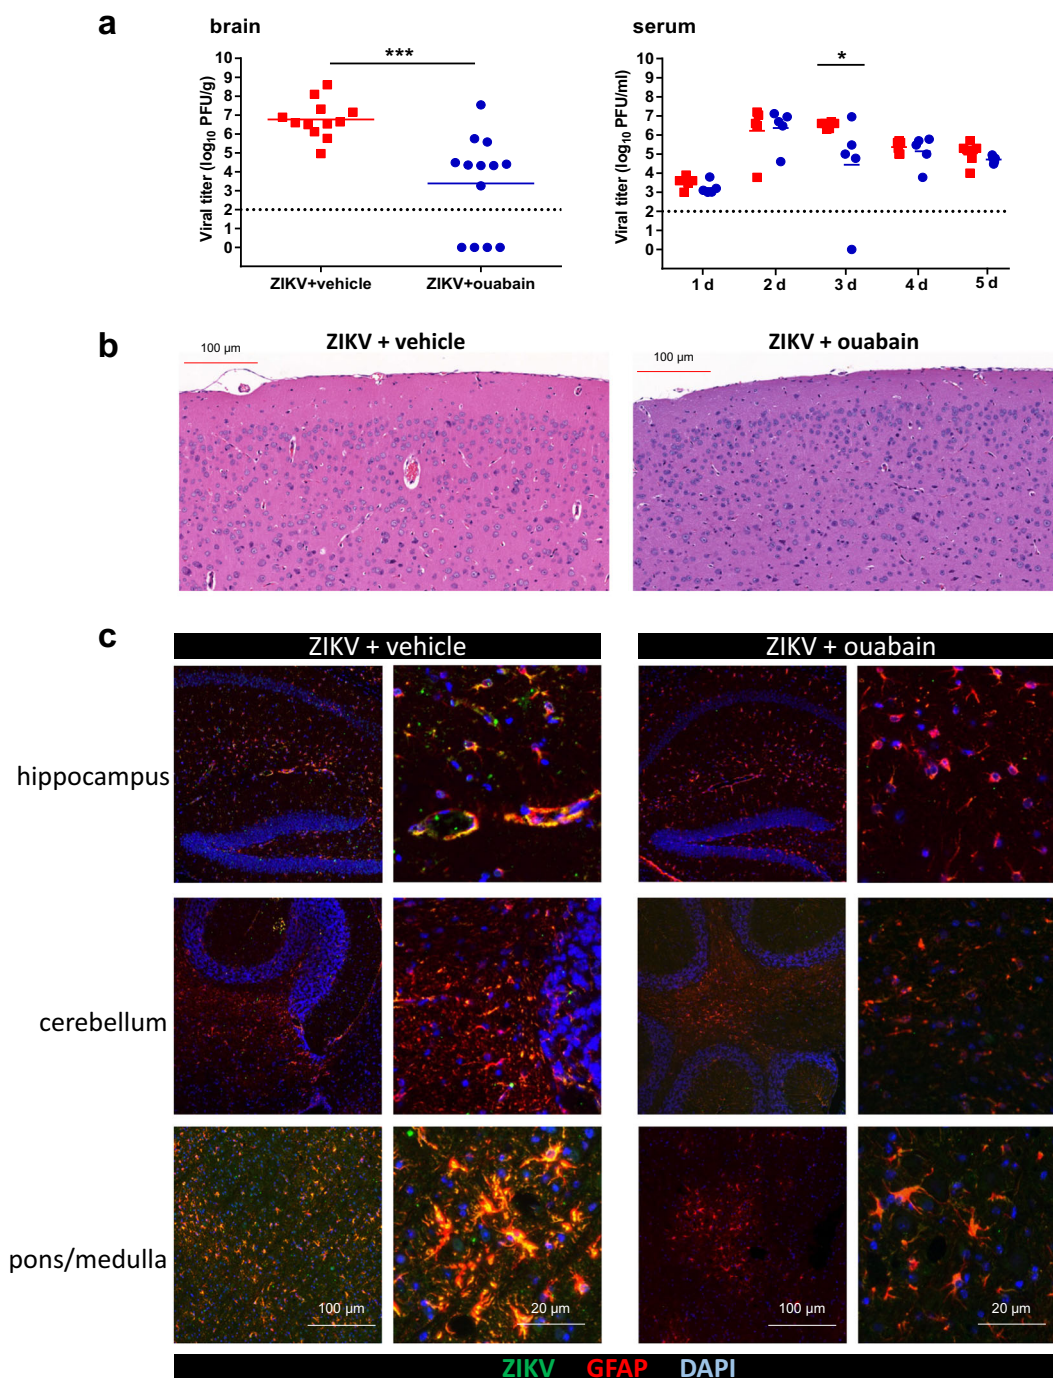 a
brain
serum
***
*
Viral titer (log10 PFU/g)
10
9
8
7
6
5
4
3
2
1
0
ZIKV+vehicle
ZIKV+ouabain
Viral titer (log10 PFU/ml)
10
9
8
7
6
5
4
3
2
1
0
1 d
2 d
3 d
4 d
5 d
b
ZIKV + vehicle
ZIKV + ouabain
100 µm
100 µm
c
ZIKV + vehicle
ZIKV + ouabain
hippocampus
cerebellum
pons/medulla
100 µm
20 µm
100 µm
20 µm
ZIKV GFAP DAPI